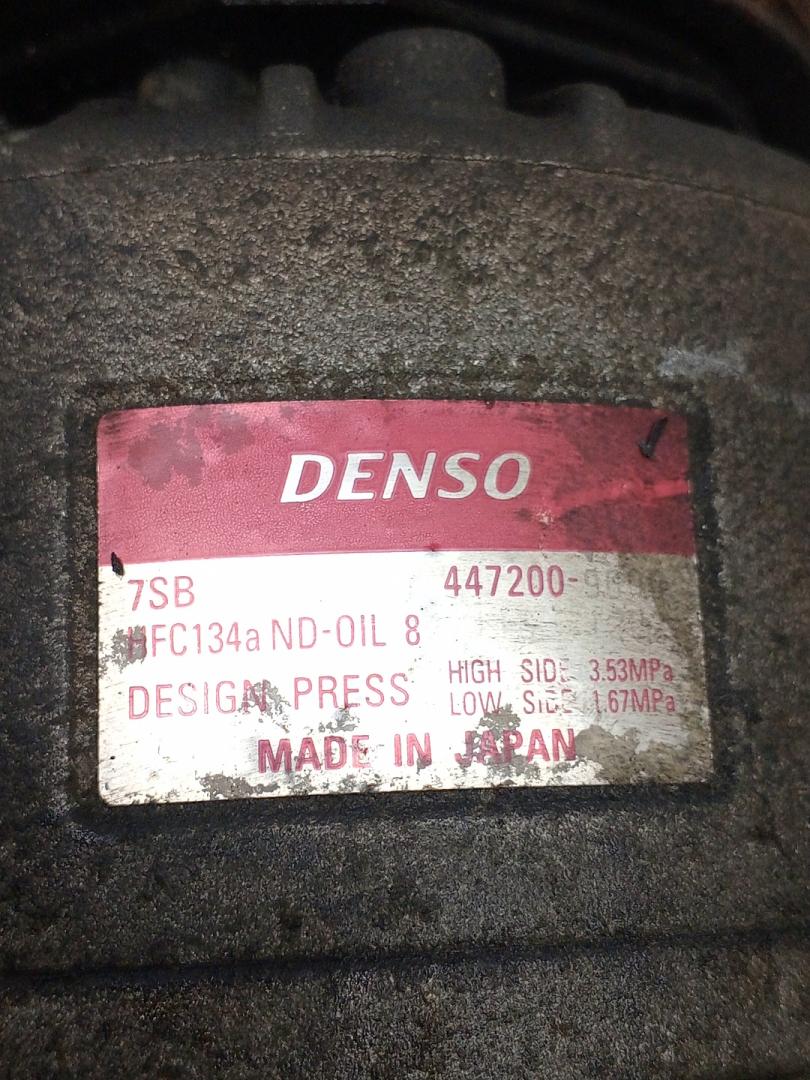 DENSO
7SB 447200-
HFC134a ND-OIL 8
DESIGN PRESS HIGH SIDE 3.53MPa
LOW SIDE 1.67MPa
MADE IN JAPAN